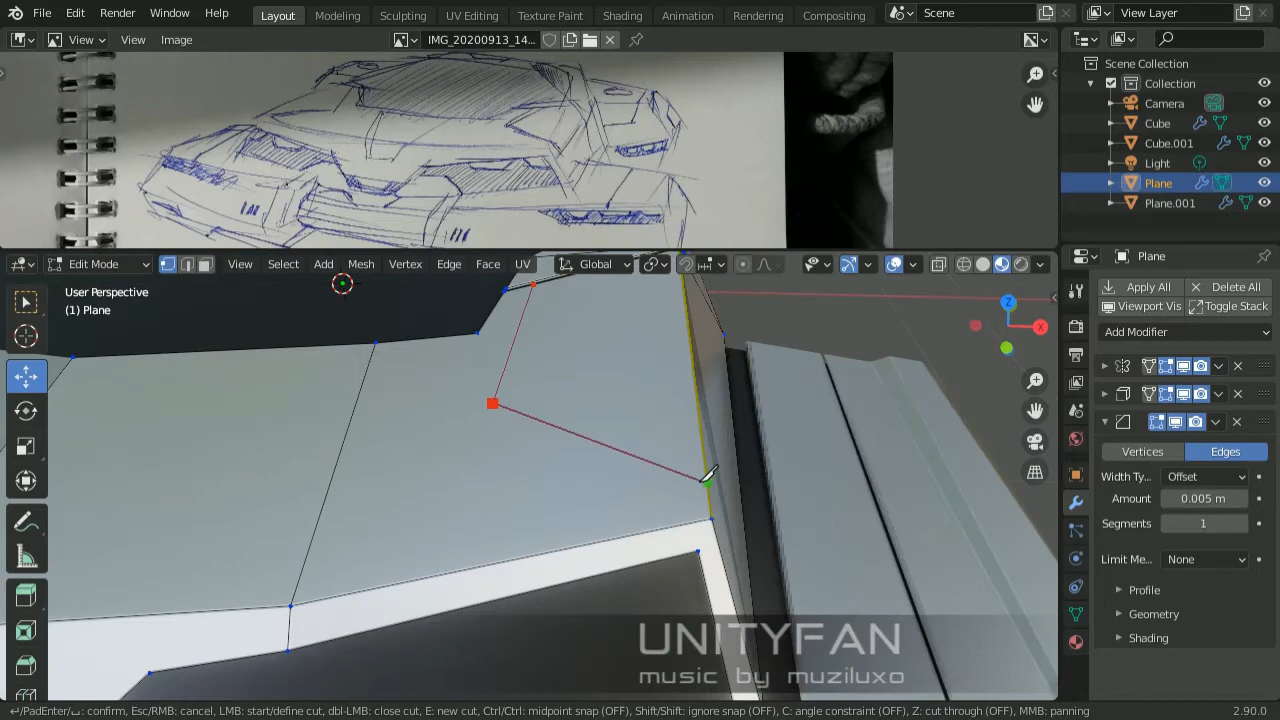 File Edit Render Window Help Layout Modeling Sculpting UV Editing Texture Paint Shading Animation Rendering Compositing Scene View Layer
View View Image IMG_20200913_14...
Scene Collection
Collection
Camera
Cube
Cube.001
Light
Plane
Plane.001
Edit Mode View Select Add Mesh Vertex Edge Face UV Global
User Perspective
(1) Plane
Z
X
Plane
Apply All Delete All
Viewport Vis Toggle Stack
Add Modifier
Vertices Edges
Width Ty... Offset
Amount 0.005 m
Segments 1
Limit Me... None
Profile
Geometry
Shading
UNITYFAN
music by muziluxo
↵/PadEnter/␣: confirm, Esc/RMB: cancel, LMB: start/define cut, dbl-LMB: close cut, E: new cut, Ctrl/Ctrl: midpoint snap (OFF), Shift/Shift: ignore snap (OFF), C: angle constraint (OFF), Z: cut through (OFF), MMB: panning 2.90.0